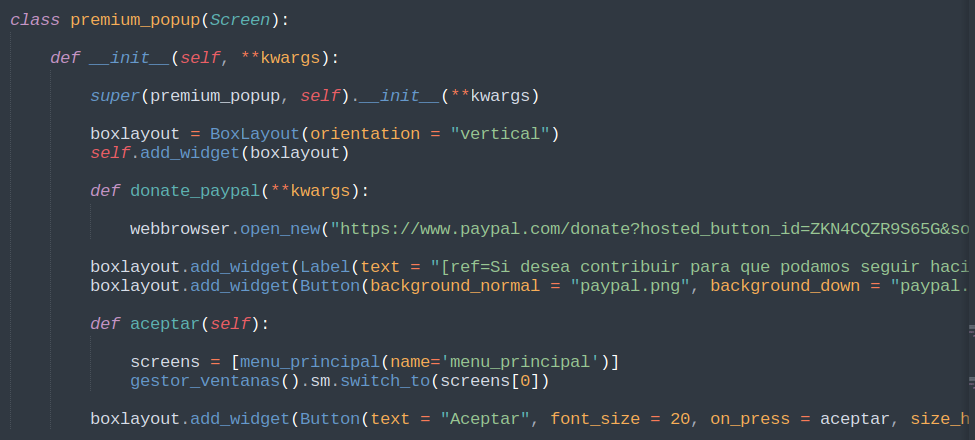 class premium_popup(Screen):
def __init__(self, **kwargs):
super(premium_popup, self).__init__(**kwargs)
boxlayout = BoxLayout(orientation = "vertical")
self.add_widget(boxlayout)
def donate_paypal(**kwargs):
webbrowser.open_new("https://www.paypal.com/donate?hosted_button_id=ZKN4CQZR9S65G&so
boxlayout.add_widget(Label(text = "[ref=Si desea contribuir para que podamos seguir haci
boxlayout.add_widget(Button(background_normal = "paypal.png", background_down = "paypal.
def aceptar(self):
screens = [menu_principal(name='menu_principal')]
gestor_ventanas().sm.switch_to(screens[0])
boxlayout.add_widget(Button(text = "Aceptar", font_size = 20, on_press = aceptar, size_h